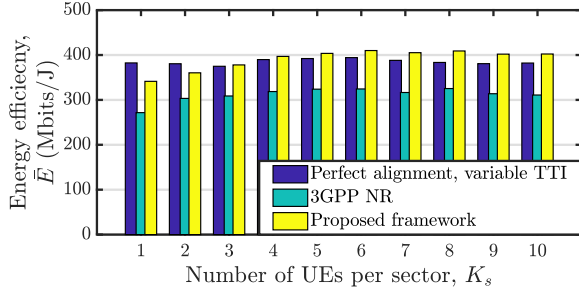 Energy efficiecny,
Ē (Mbits/J)
500
400
300
200
100
0
Perfect alignment, variable TTI
3GPP NR
Proposed framework
1 2 3 4 5 6 7 8 9 10
Number of UEs per sector, K_s